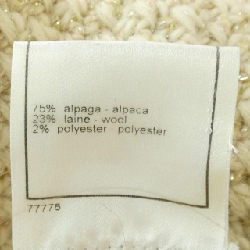 75% alpaga - alpaca
23% laine - wool
2% polyester polyester
77775